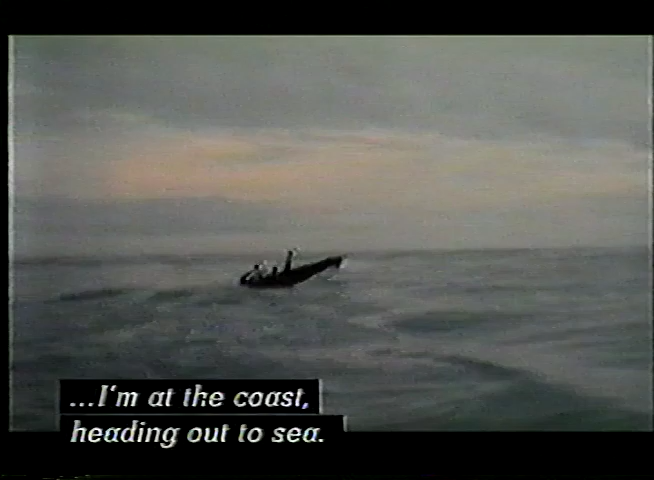 ...I'm at the coast,
heading out to sea.